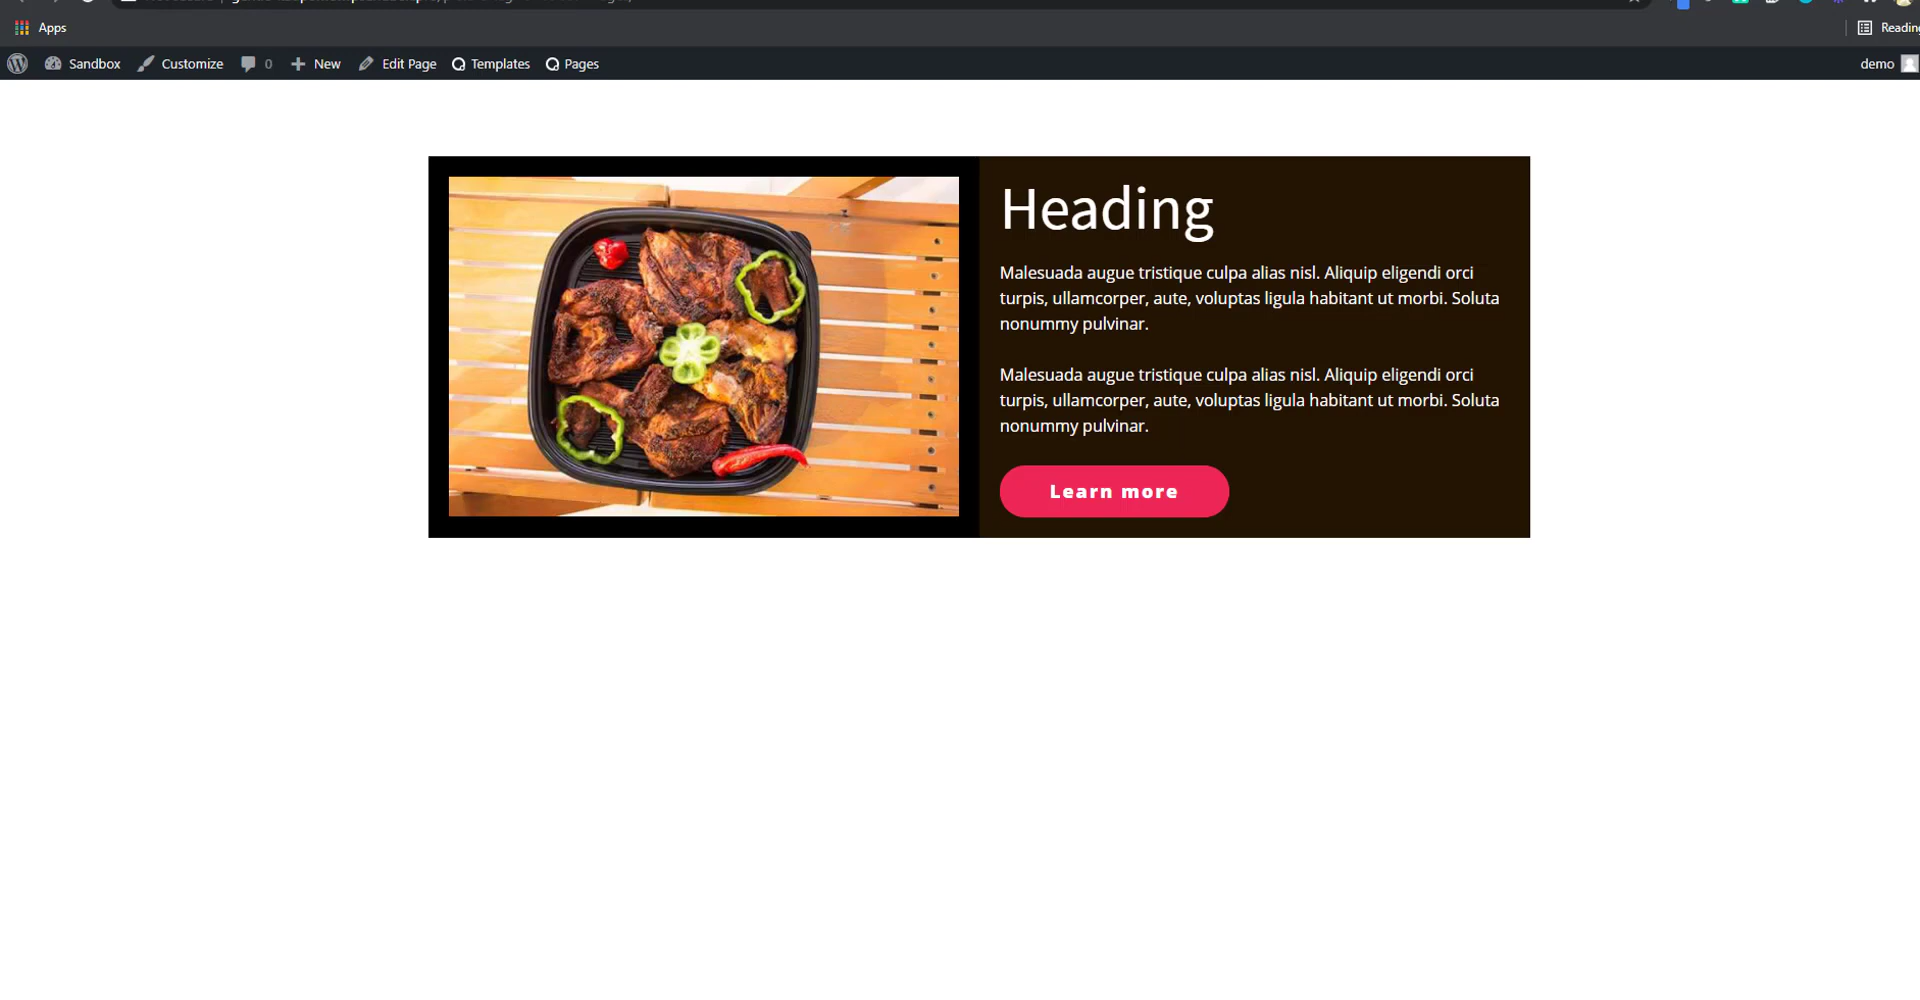 Apps
Reading
Sandbox Customize 0 New Edit Page Templates Pages demo
Heading
Malesuada augue tristique culpa alias nisl. Aliquip eligendi orci
turpis, ullamcorper, aute, voluptas ligula habitant ut morbi. Soluta
nonummy pulvinar.
Malesuada augue tristique culpa alias nisl. Aliquip eligendi orci
turpis, ullamcorper, aute, voluptas ligula habitant ut morbi. Soluta
nonummy pulvinar.
Learn more